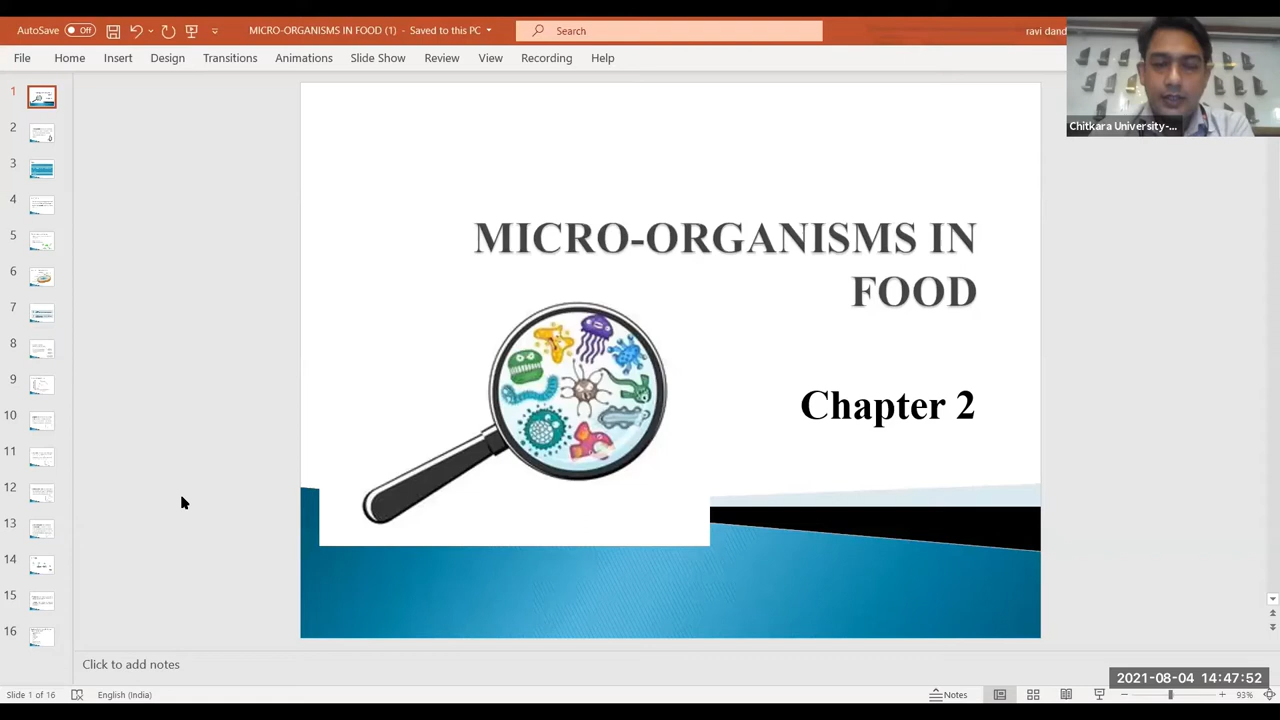 AutoSave Off
MICRO-ORGANISMS IN FOOD (1) - Saved to this PC
Search
ravi dand
File Home Insert Design Transitions Animations Slide Show Review View Recording Help
Chitkara University-...
1
2
3
4
5
6
7
8
9
10
11
12
13
14
15
16
MICRO-ORGANISMS IN
FOOD
Chapter 2
Click to add notes
2021-08-04 14:47:52
Slide 1 of 16 English (India) Notes 93%